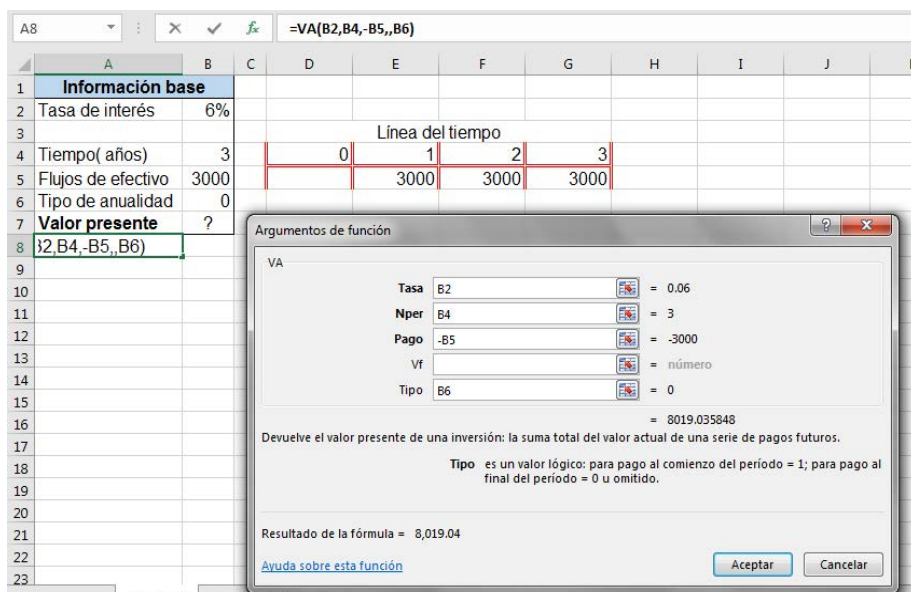 A8 fx =VA(B2,B4,-B5,,B6)
A B C D E F G H I J
1 Información base
2 Tasa de interés 6%
3 Línea del tiempo
4 Tiempo( años) 3 0 1 2 3
5 Flujos de efectivo 3000 3000 3000 3000
6 Tipo de anualidad 0
7 Valor presente ?
8 32,B4,-B5,,B6)
9
10
11
12
13
14
15
16
17
18
19
20
21
22
23
Argumentos de función
VA
Tasa B2 = 0.06
Nper B4 = 3
Pago -B5 = -3000
Vf = número
Tipo B6 = 0
= 8019.035848
Devuelve el valor presente de una inversión: la suma total del valor actual de una serie de pagos futuros.
Tipo es un valor lógico: para pago al comienzo del período = 1; para pago al
final del período = 0 u omitido.
Resultado de la fórmula = 8,019.04
Ayuda sobre esta función
Aceptar Cancelar